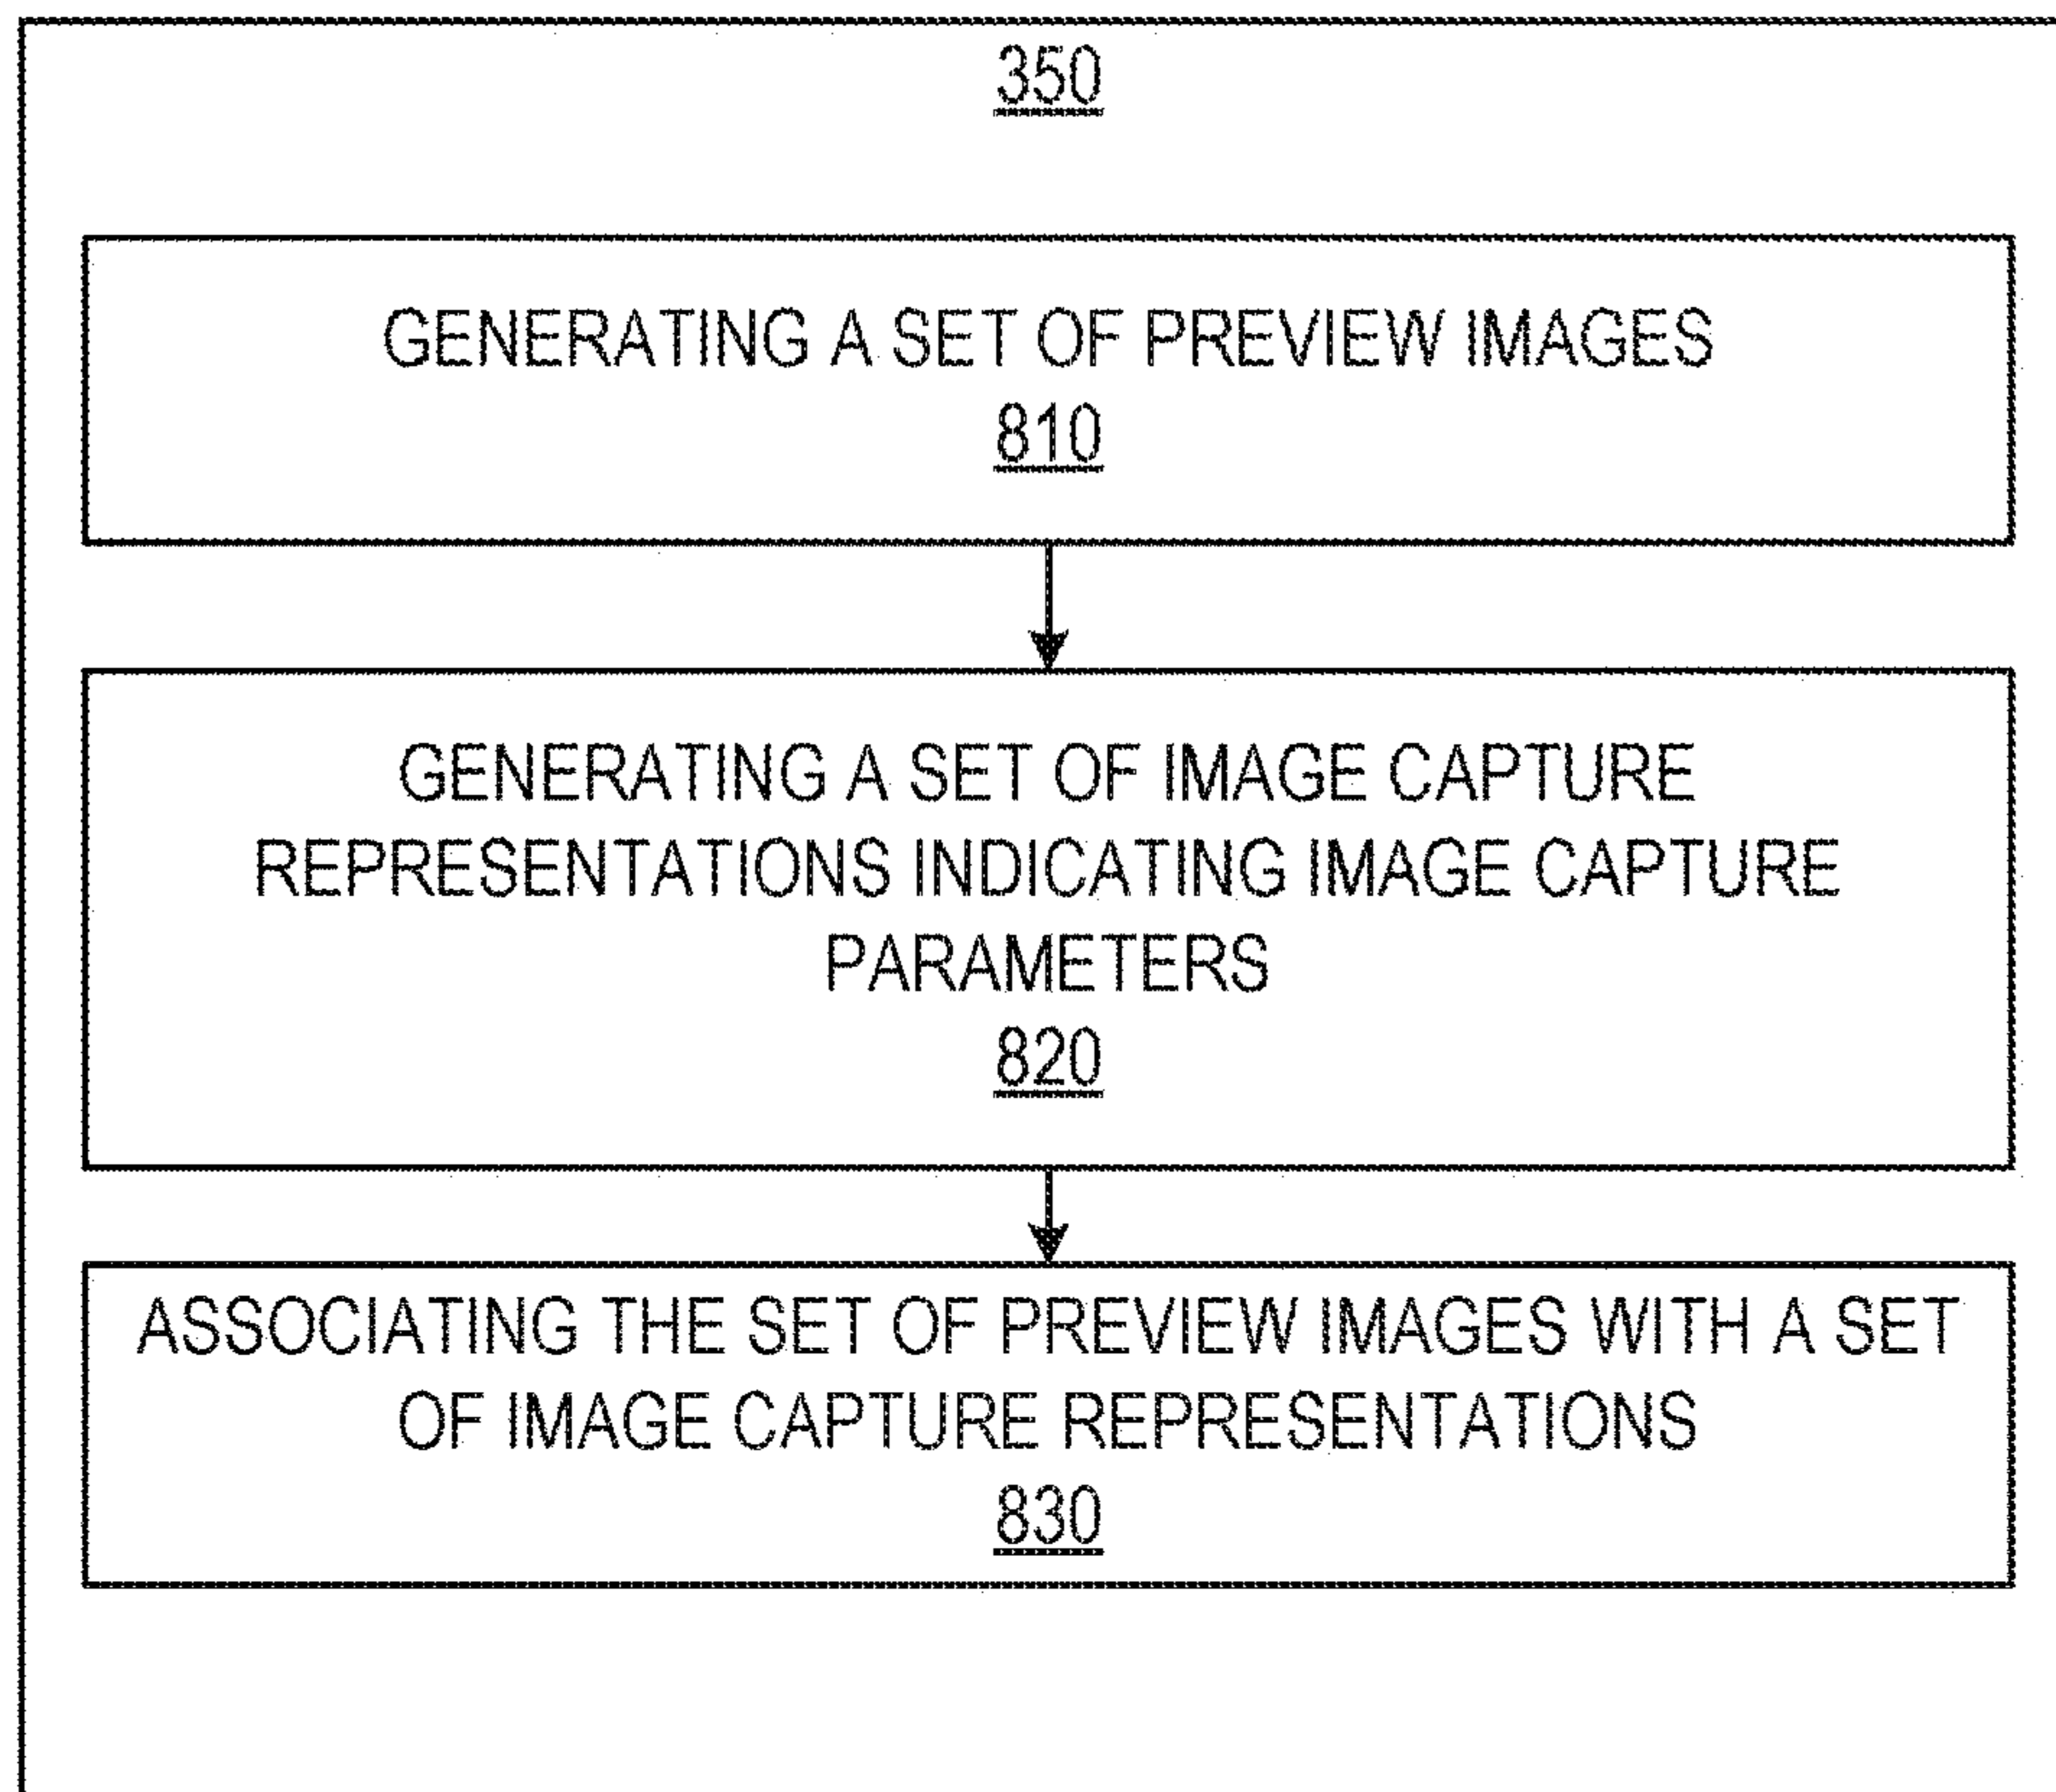 350
GENERATING A SET OF PREVIEW IMAGES
810
GENERATING A SET OF IMAGE CAPTURE
REPRESENTATIONS INDICATING IMAGE CAPTURE
PARAMETERS
820
ASSOCIATING THE SET OF PREVIEW IMAGES WITH A SET
OF IMAGE CAPTURE REPRESENTATIONS
830